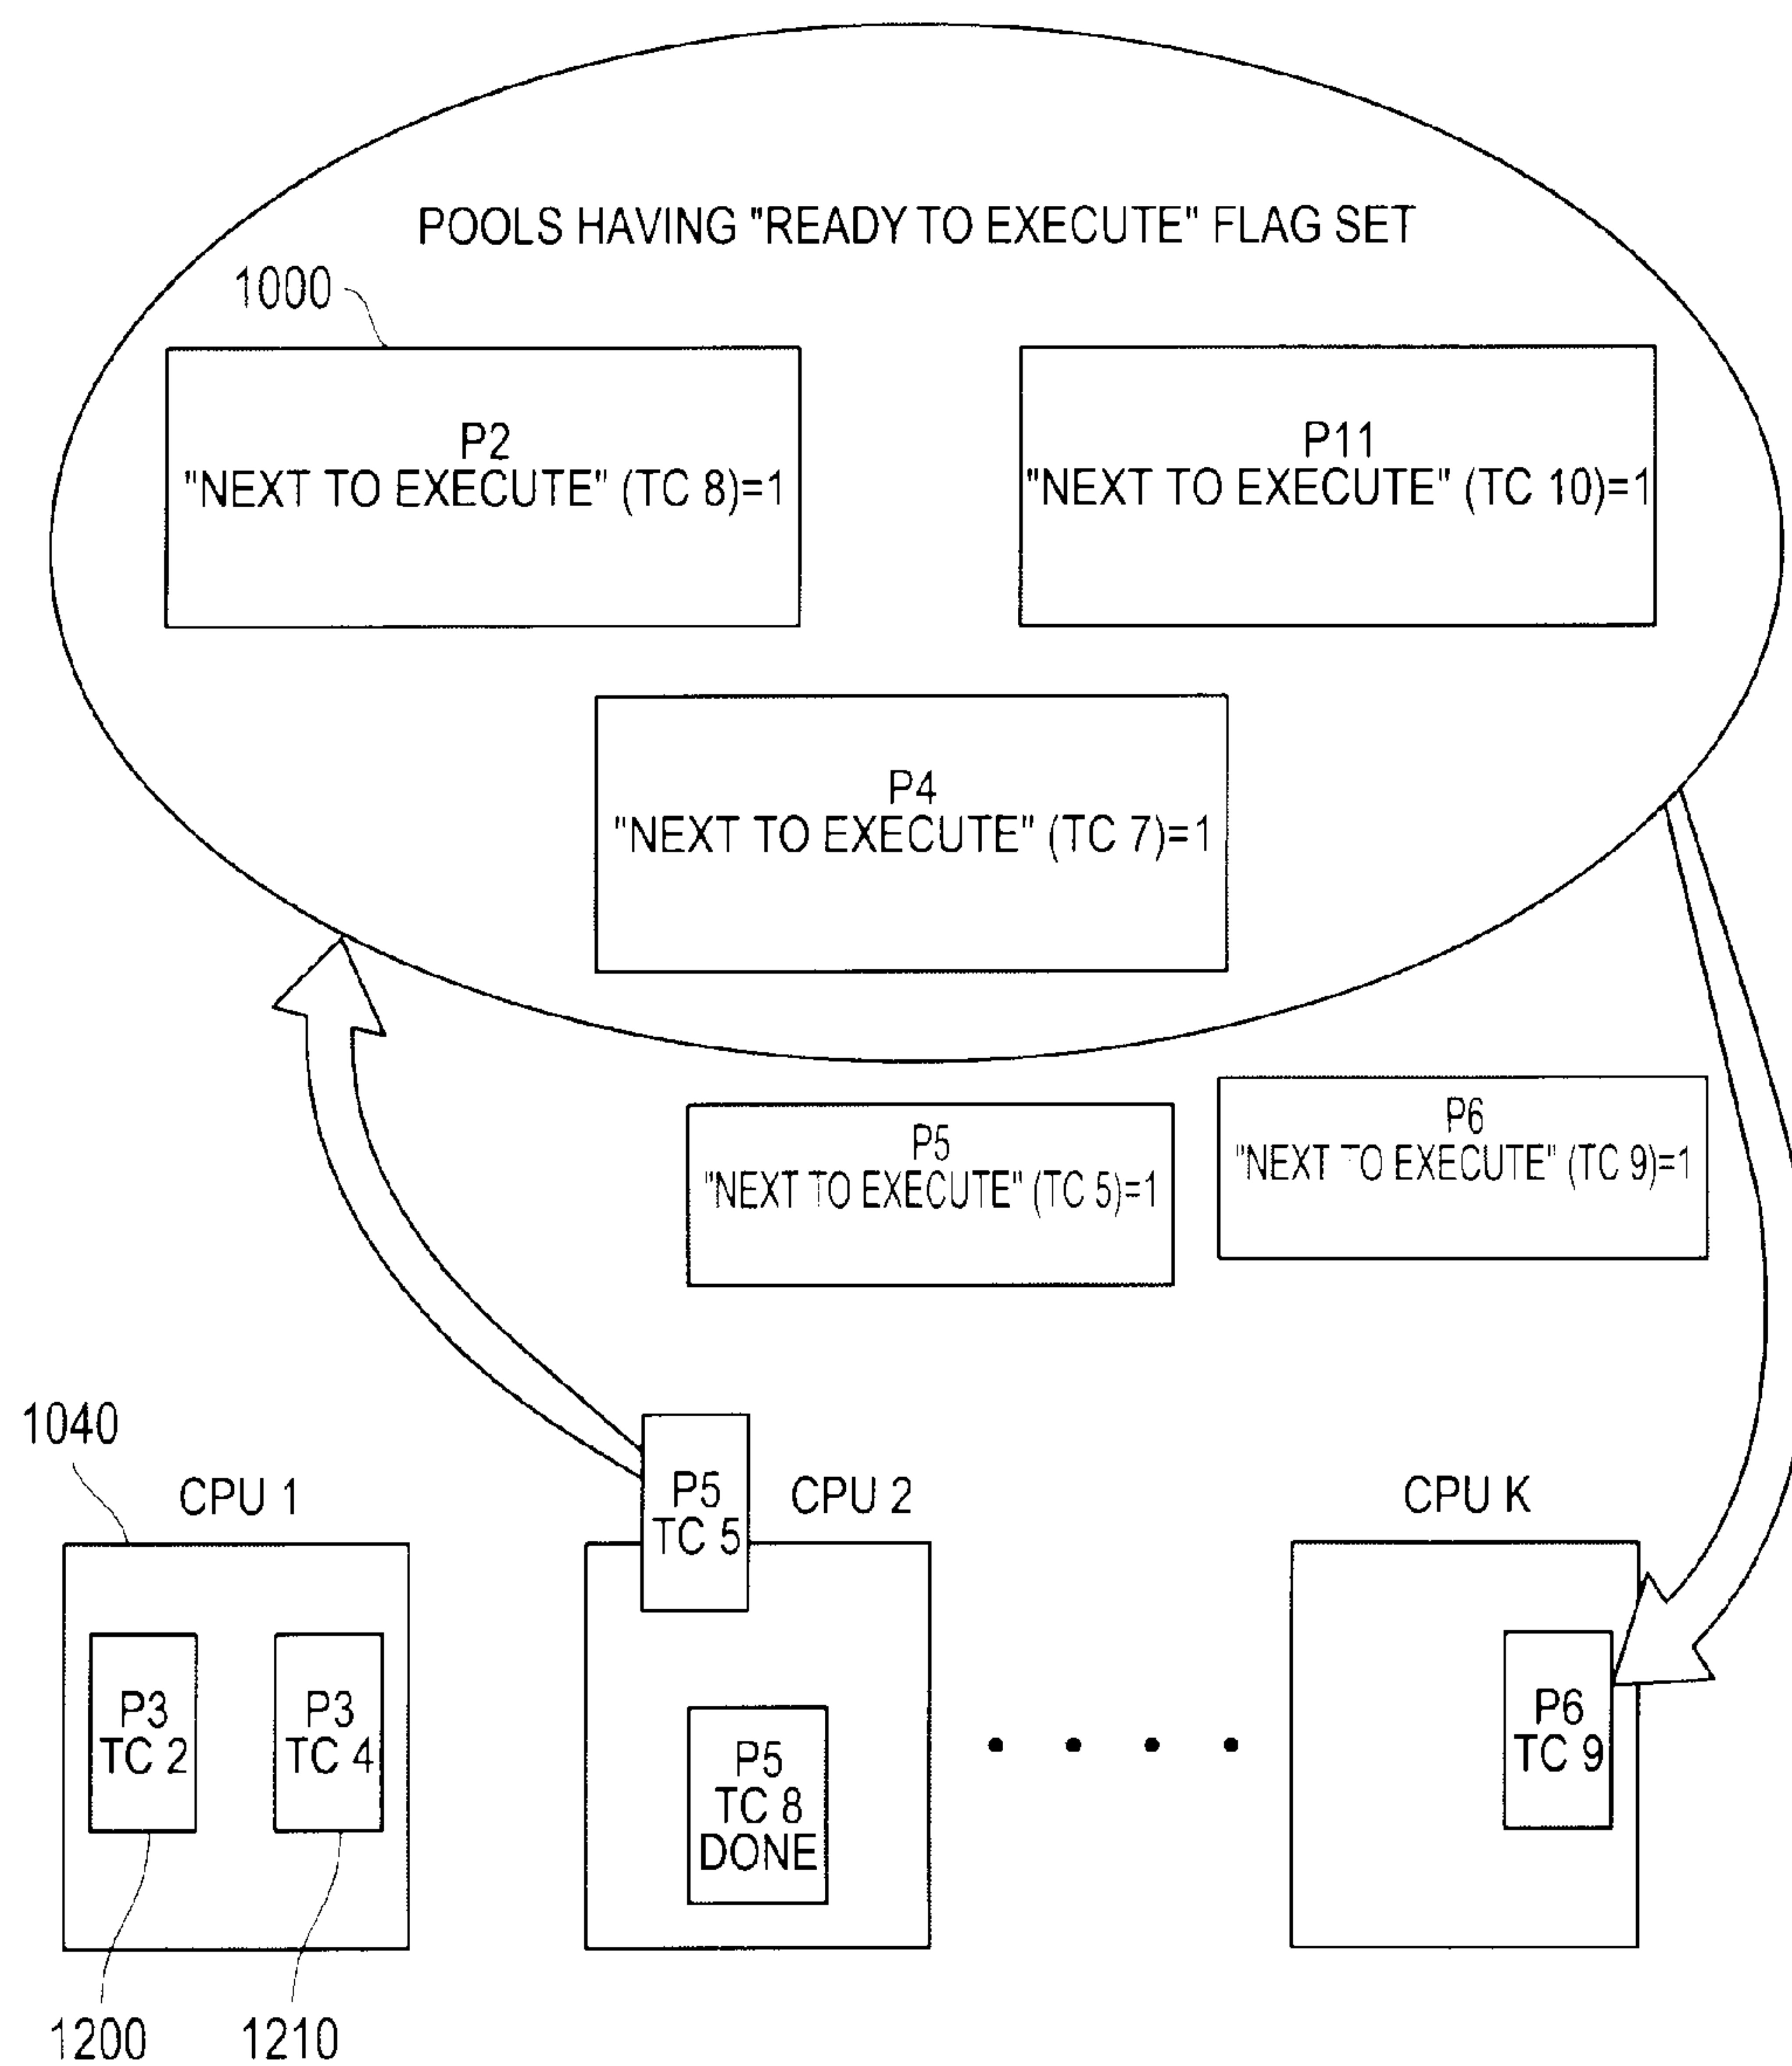 POOLS HAVING "READY TO EXECUTE" FLAG SET
1000
P2
"NEXT TO EXECUTE" (TC 8)=1
P11
"NEXT TO EXECUTE" (TC 10)=1
P4
"NEXT TO EXECUTE" (TC 7)=1
P5
"NEXT TO EXECUTE" (TC 5)=1
P6
"NEXT TO EXECUTE" (TC 9)=1
1040
CPU 1
P5
TC 5
CPU 2
CPU K
P3
TC 2
P3
TC 4
P5
TC 8
DONE
P6
TC 9
1200
1210